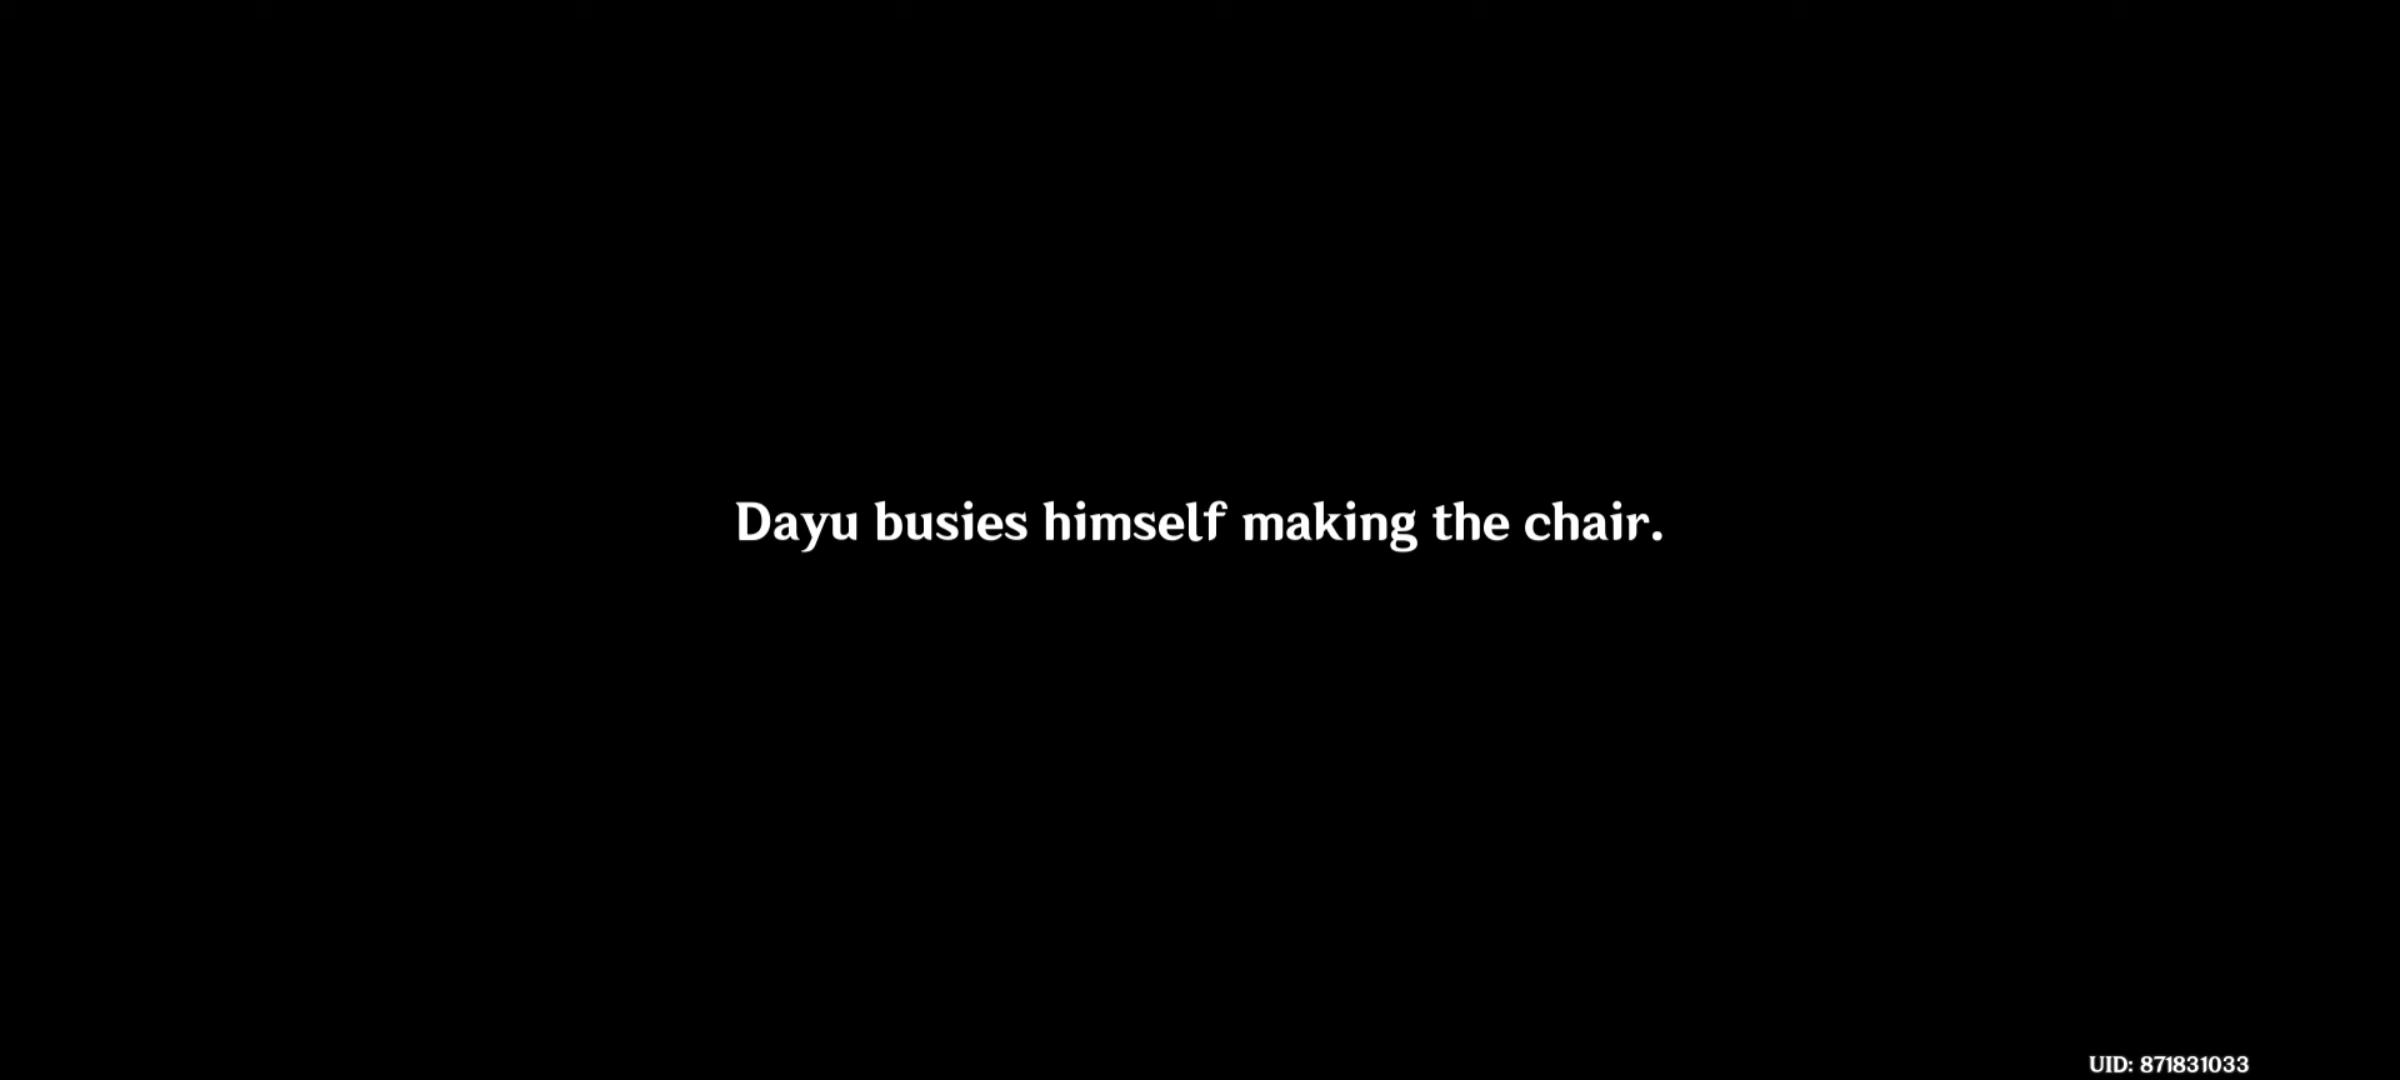 Dayu busies himself making the chair.
UID: 871831033